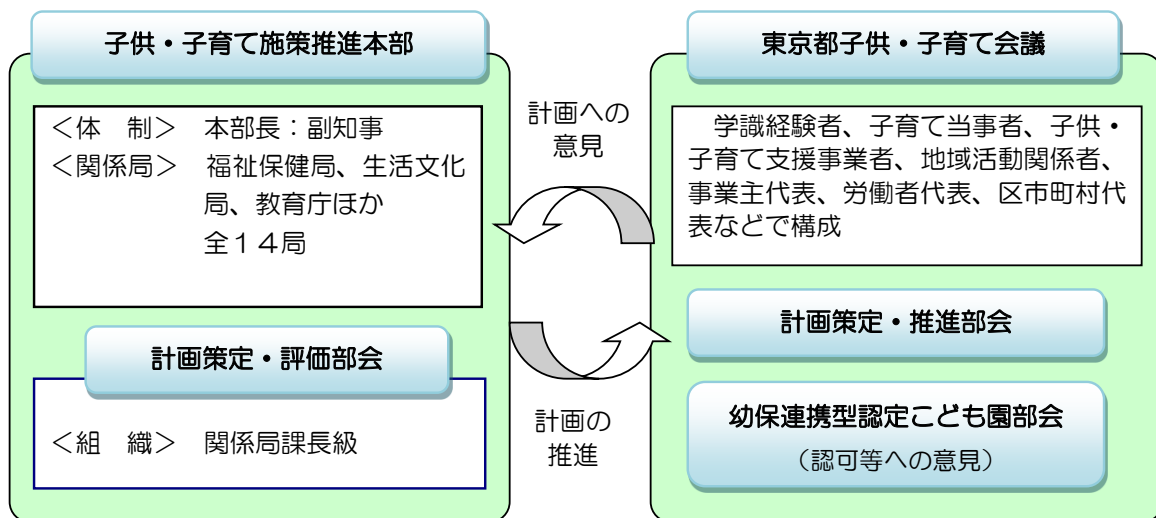 子供・子育て施策推進本部
＜体　制＞　本部長：副知事
＜関係局＞　福祉保健局、生活文化
局、教育庁ほか
全１４局
計画策定・評価部会
＜組　織＞　関係局課長級
計画への
意見
計画の
推進
東京都子供・子育て会議
学識経験者、子育て当事者、子供・
子育て支援事業者、地域活動関係者、
事業主代表、労働者代表、区市町村代
表などで構成
計画策定・推進部会
幼保連携型認定こども園部会
（認可等への意見）